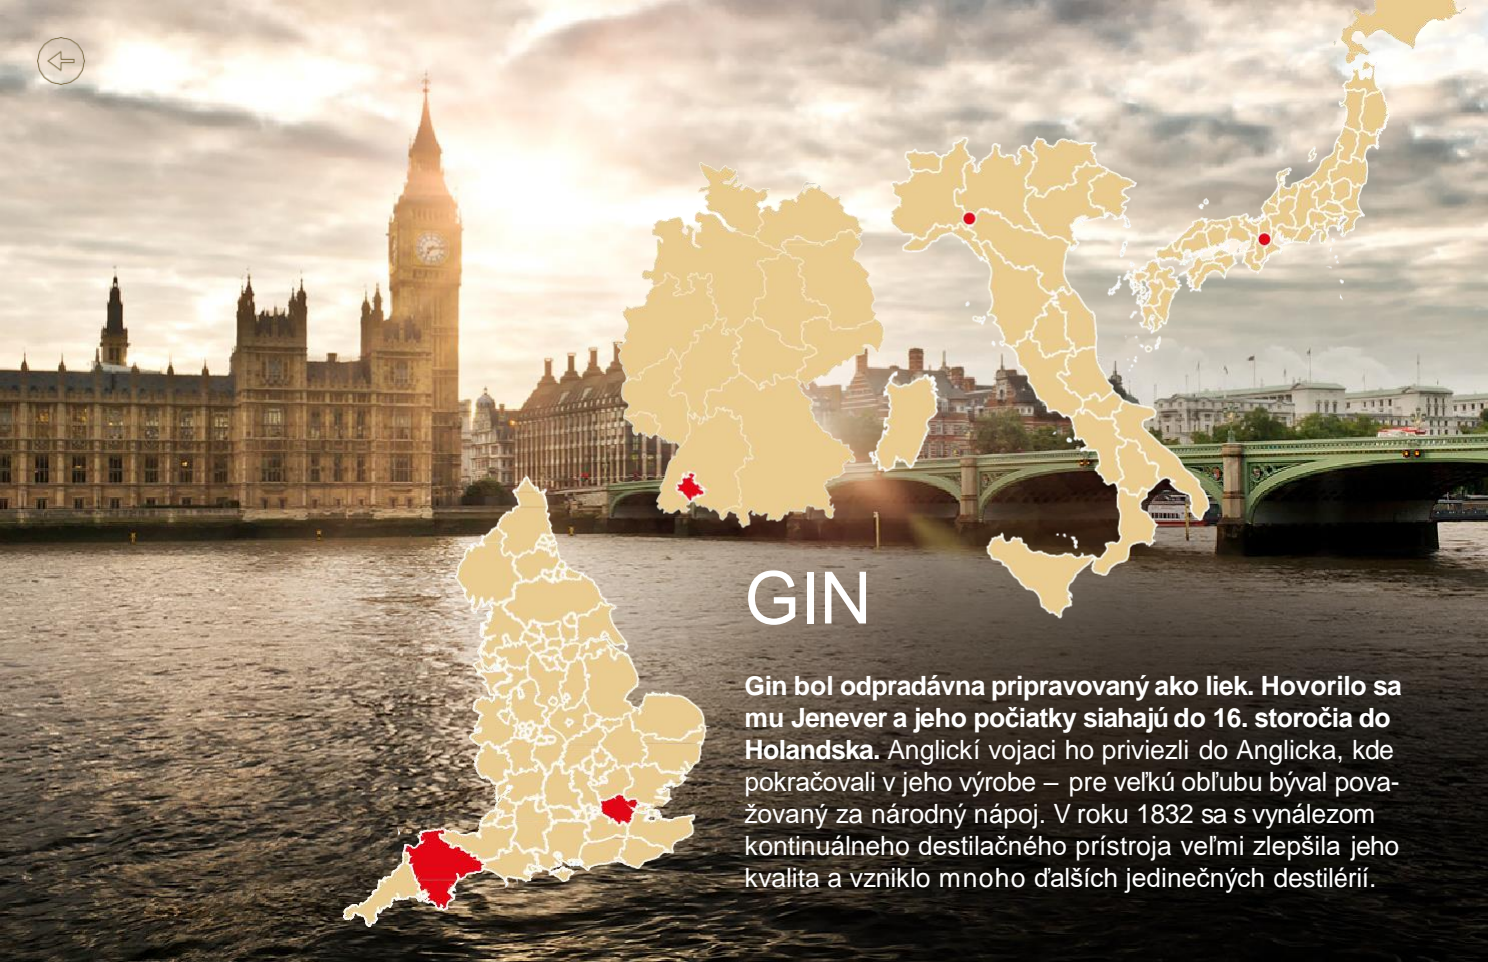 GIN
Gin bol odpradávna pripravovaný ako liek. Hovorilo sa
mu Jenever a jeho počiatky siahajú do 16. storočia do
Holandska. Anglickí vojaci ho priviezli do Anglicka, kde
pokračovali v jeho výrobe – pre veľkú obľubu býval pova-
žovaný za národný nápoj. V roku 1832 sa s vynálezom
kontinuálneho destilačného prístroja veľmi zlepšila jeho
kvalita a vzniklo mnoho ďalších jedinečných destilérií.